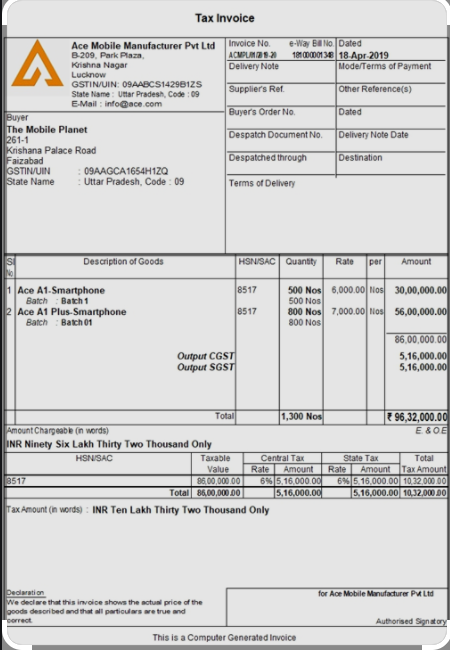 Tax Invoice
Ace Mobile Manufacturer Pvt Ltd
B-209, Park Plaza,
Krishna Nagar
Lucknow
GSTIN/UIN: 09AABCS1429B1ZS
State Name : Uttar Pradesh, Code : 09
E-Mail : info@ace.com
Invoice No. e-Way Bill No. Dated
18-Apr-2019
Delivery Note Mode/Terms of Payment
Supplier's Ref. Other Reference(s)
Buyer's Order No. Dated
Despatch Document No. Delivery Note Date
Despatched through Destination
Terms of Delivery
Buyer
The Mobile Planet
261-1
Krishana Palace Road
Faizabad
GSTIN/UIN : 09AAGCA1654H1ZQ
State Name : Uttar Pradesh, Code : 09
Sl No. Description of Goods HSN/SAC Quantity Rate per Amount
1 Ace A1-Smartphone 8517 500 Nos 6,000.00 Nos 30,00,000.00
Batch : Batch 1 500 Nos
2 Ace A1 Plus-Smartphone 8517 800 Nos 7,000.00 Nos 56,00,000.00
Batch : Batch 01 800 Nos
86,00,000.00
Output CGST 5,16,000.00
Output SGST 5,16,000.00
Total 1,300 Nos ₹ 96,32,000.00
Amount Chargeable (in words) E. & O.E
INR Ninety Six Lakh Thirty Two Thousand Only
HSN/SAC Taxable Central Tax State Tax Total
Value Rate Amount Rate Amount Tax Amount
8517 86,00,000.00 6% 5,16,000.00 6% 5,16,000.00 10,32,000.00
Total 86,00,000.00 5,16,000.00 5,16,000.00 10,32,000.00
Tax Amount (in words) : INR Ten Lakh Thirty Two Thousand Only
Declaration
We declare that this invoice shows the actual price of the
goods described and that all particulars are true and
correct.
for Ace Mobile Manufacturer Pvt Ltd
Authorised Signatory
This is a Computer Generated Invoice